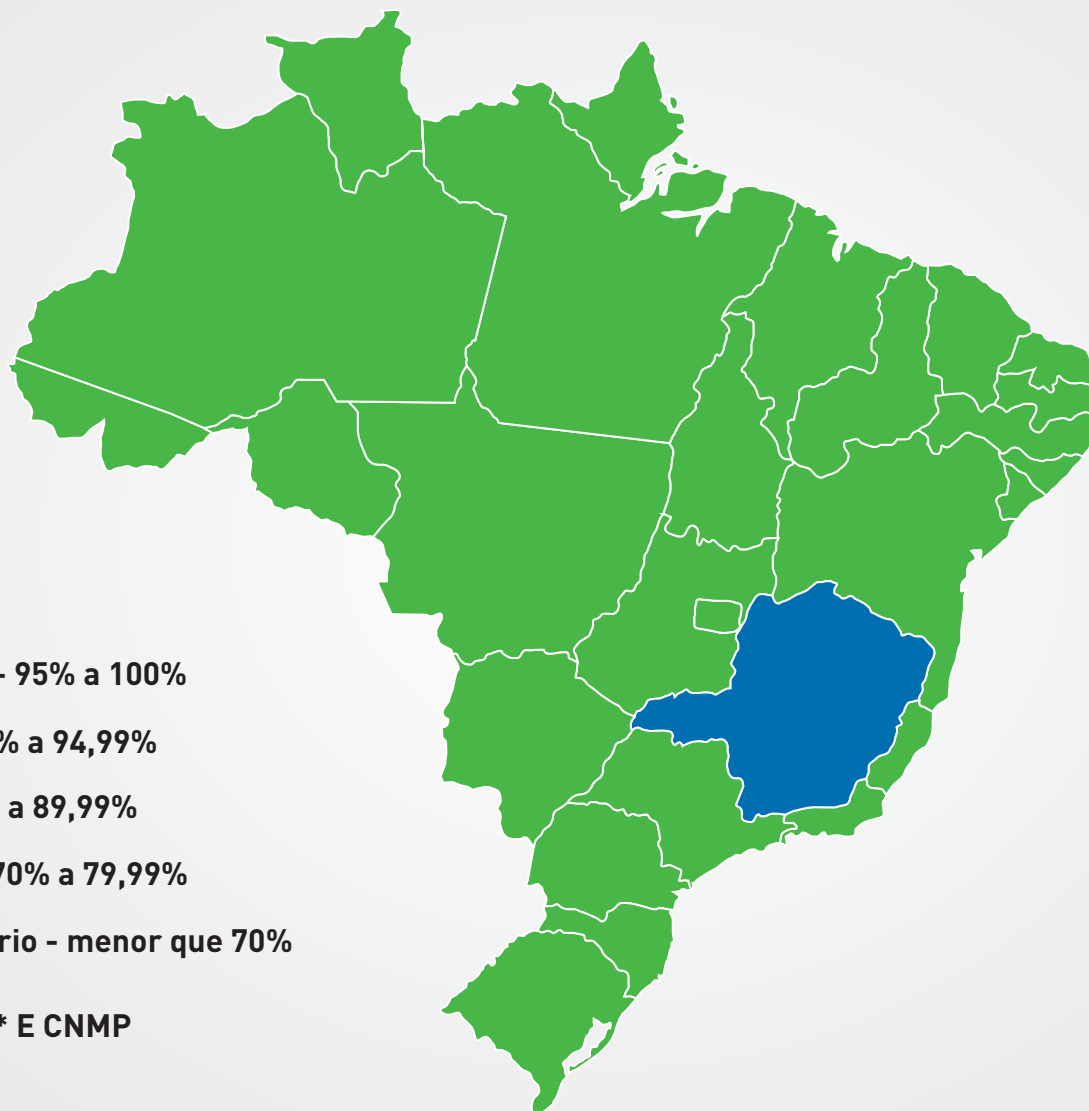 - 95% a 100%
% a 94,99%
a 89,99%
70% a 79,99%
rio - menor que 70%
* E CNMP